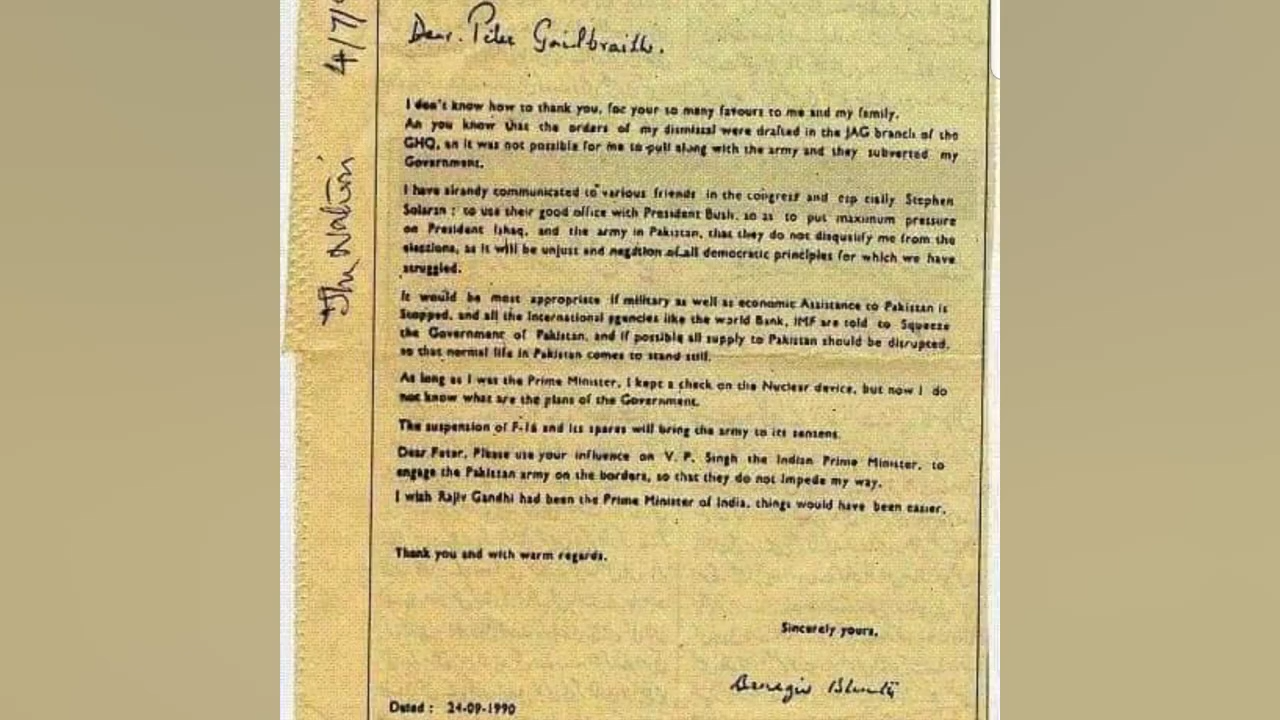 4/7/
The Nation
Dear. Peter Gailbraith.
I don't know how to thank you, for your so many favours to me and my family.
An you know that the orders of my dismissal were drafted in the JAG branch of the
GHQ, as it was not possible for me to pull along with the army and they subverted my
Government.
I have alrandy communicated to various friends in the congress and esp cially Stephen
Solaran ; to use their good office with President Bush, so as to put maximum pressure
on President Ishaq, and the army in Pakistan, that they do not disqualify me from the
elections, as it will be unjust and negation of all democratic principles for which we have
struggled.
It would be most appropriate if military as well as economic Assistance to Pakistan is
Stopped, and all the International agencies like the world Bank, IMF are told to Squeeze
the Government of Pakistan, and if possible all supply to Pakistan should be disrupted,
so that normal life in Pakistan comes to stand still.
As long as I was the Prime Minister, I kept a check on the Nuclear device, but now I do
not know what are the plans of the Government.
The suspension of F-16 and its spares will bring the army to its sensens.
Dear Peter, Please use your influence on V. P. Singh the Indian Prime Minister, to
engage the Pakistan army on the borders, so that they do not impede my way.
I wish Rajiv Gandhi had been the Prime Minister of India, things would have been easier.
Thank you and with warm regards.
Sincerely yours,
Benazir Bhutto
Dated : 24-09-1990